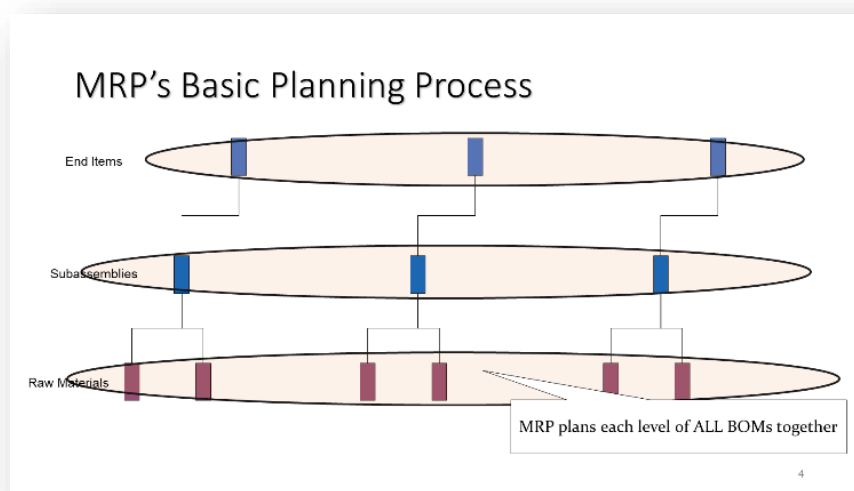 MRP's Basic Planning Process
End Items
Subassemblies
Raw Materials
MRP plans each level of ALL BOMs together
4